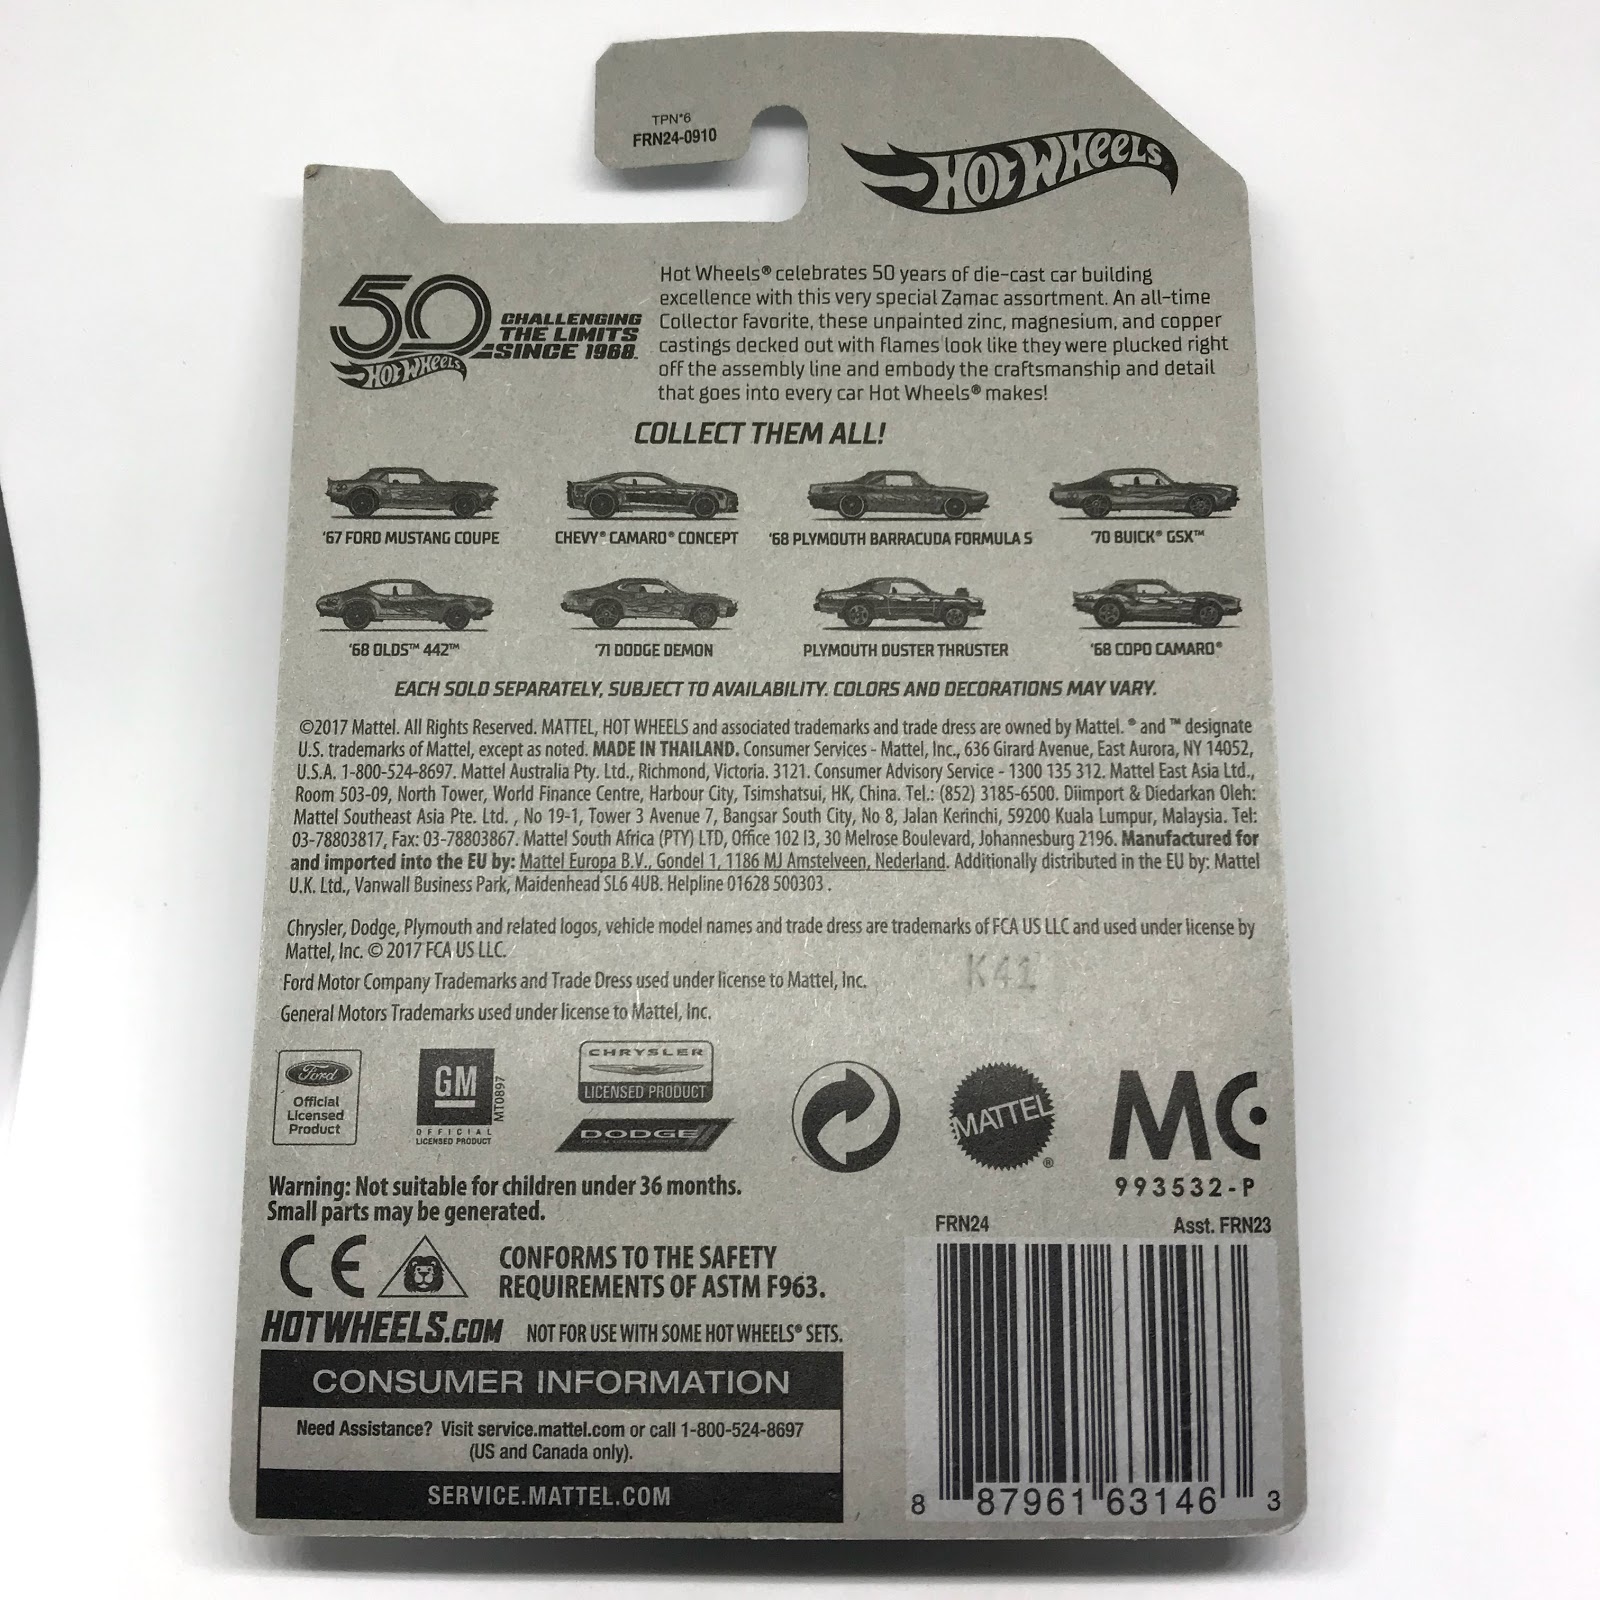 TPN*6
FRN24-0910
HOT WHEELS
50
CHALLENGING
THE LIMITS
SINCE 1968™
HOT WHEELS
Hot Wheels® celebrates 50 years of die-cast car building
excellence with this very special Zamac assortment. An all-time
Collector favorite, these unpainted zinc, magnesium, and copper
castings decked out with flames look like they were plucked right
off the assembly line and embody the craftsmanship and detail
that goes into every car Hot Wheels® makes!
COLLECT THEM ALL!
'67 FORD MUSTANG COUPE
CHEVY® CAMARO® CONCEPT
'68 PLYMOUTH BARRACUDA FORMULA S
'70 BUICK® GSX™
'68 OLDS™ 442™
'71 DODGE DEMON
PLYMOUTH DUSTER THRUSTER
'68 COPO CAMARO®
EACH SOLD SEPARATELY, SUBJECT TO AVAILABILITY. COLORS AND DECORATIONS MAY VARY.
©2017 Mattel. All Rights Reserved. MATTEL, HOT WHEELS and associated trademarks and trade dress are owned by Mattel. ® and ™ designate
U.S. trademarks of Mattel, except as noted. MADE IN THAILAND. Consumer Services - Mattel, Inc., 636 Girard Avenue, East Aurora, NY 14052,
U.S.A. 1-800-524-8697. Mattel Australia Pty. Ltd., Richmond, Victoria. 3121. Consumer Advisory Service - 1300 135 312. Mattel East Asia Ltd.,
Room 503-09, North Tower, World Finance Centre, Harbour City, Tsimshatsui, HK, China. Tel.: (852) 3185-6500. Diimport & Diedarkan Oleh:
Mattel Southeast Asia Pte. Ltd. , No 19-1, Tower 3 Avenue 7, Bangsar South City, No 8, Jalan Kerinchi, 59200 Kuala Lumpur, Malaysia. Tel:
03-78803817, Fax: 03-78803867. Mattel South Africa (PTY) LTD, Office 102 I3, 30 Melrose Boulevard, Johannesburg 2196. Manufactured for
and imported into the EU by: Mattel Europa B.V., Gondel 1, 1186 MJ Amstelveen, Nederland. Additionally distributed in the EU by: Mattel
U.K. Ltd., Vanwall Business Park, Maidenhead SL6 4UB. Helpline 01628 500303 .
Chrysler, Dodge, Plymouth and related logos, vehicle model names and trade dress are trademarks of FCA US LLC and used under license by
Mattel, Inc. © 2017 FCA US LLC.
Ford Motor Company Trademarks and Trade Dress used under license to Mattel, Inc.
K41
General Motors Trademarks used under license to Mattel, Inc.
Ford
Official
Licensed
Product
GM
MT0897
OFFICIAL
LICENSED PRODUCT
CHRYSLER
LICENSED PRODUCT
DODGE
MATTEL®
MC
993532-P
Warning: Not suitable for children under 36 months.
Small parts may be generated.
CE
CONFORMS TO THE SAFETY
REQUIREMENTS OF ASTM F963.
HOTWHEELS.COM
NOT FOR USE WITH SOME HOT WHEELS® SETS.
CONSUMER INFORMATION
Need Assistance? Visit service.mattel.com or call 1-800-524-8697
(US and Canada only).
SERVICE.MATTEL.COM
FRN24
Asst. FRN23
8 87961 63146 3